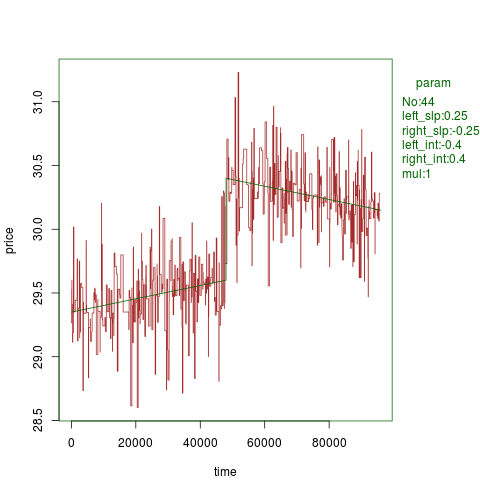 param
No:44
left_slp:0.25
right_slp:-0.25
left_int:-0.4
right_int:0.4
mul:1
price
31.0
30.5
30.0
29.5
29.0
28.5
0 20000 40000 60000 80000
time